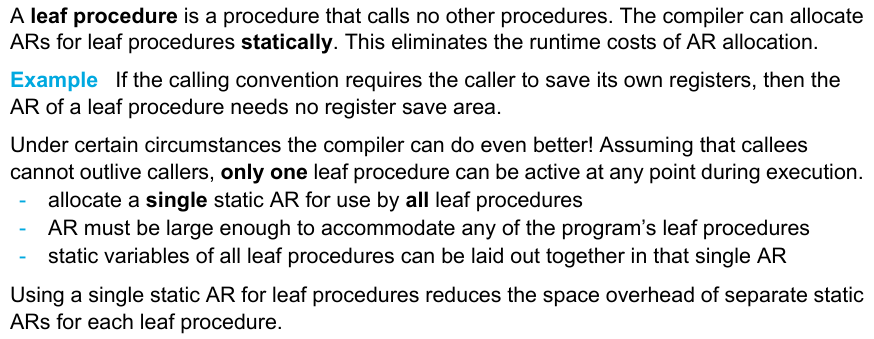 A leaf procedure is a procedure that calls no other procedures. The compiler can allocate
ARs for leaf procedures statically. This eliminates the runtime costs of AR allocation.
Example If the calling convention requires the caller to save its own registers, then the
AR of a leaf procedure needs no register save area.
Under certain circumstances the compiler can do even better! Assuming that callees
cannot outlive callers, only one leaf procedure can be active at any point during execution.
- allocate a single static AR for use by all leaf procedures
- AR must be large enough to accommodate any of the program's leaf procedures
- static variables of all leaf procedures can be laid out together in that single AR
Using a single static AR for leaf procedures reduces the space overhead of separate static
ARs for each leaf procedure.